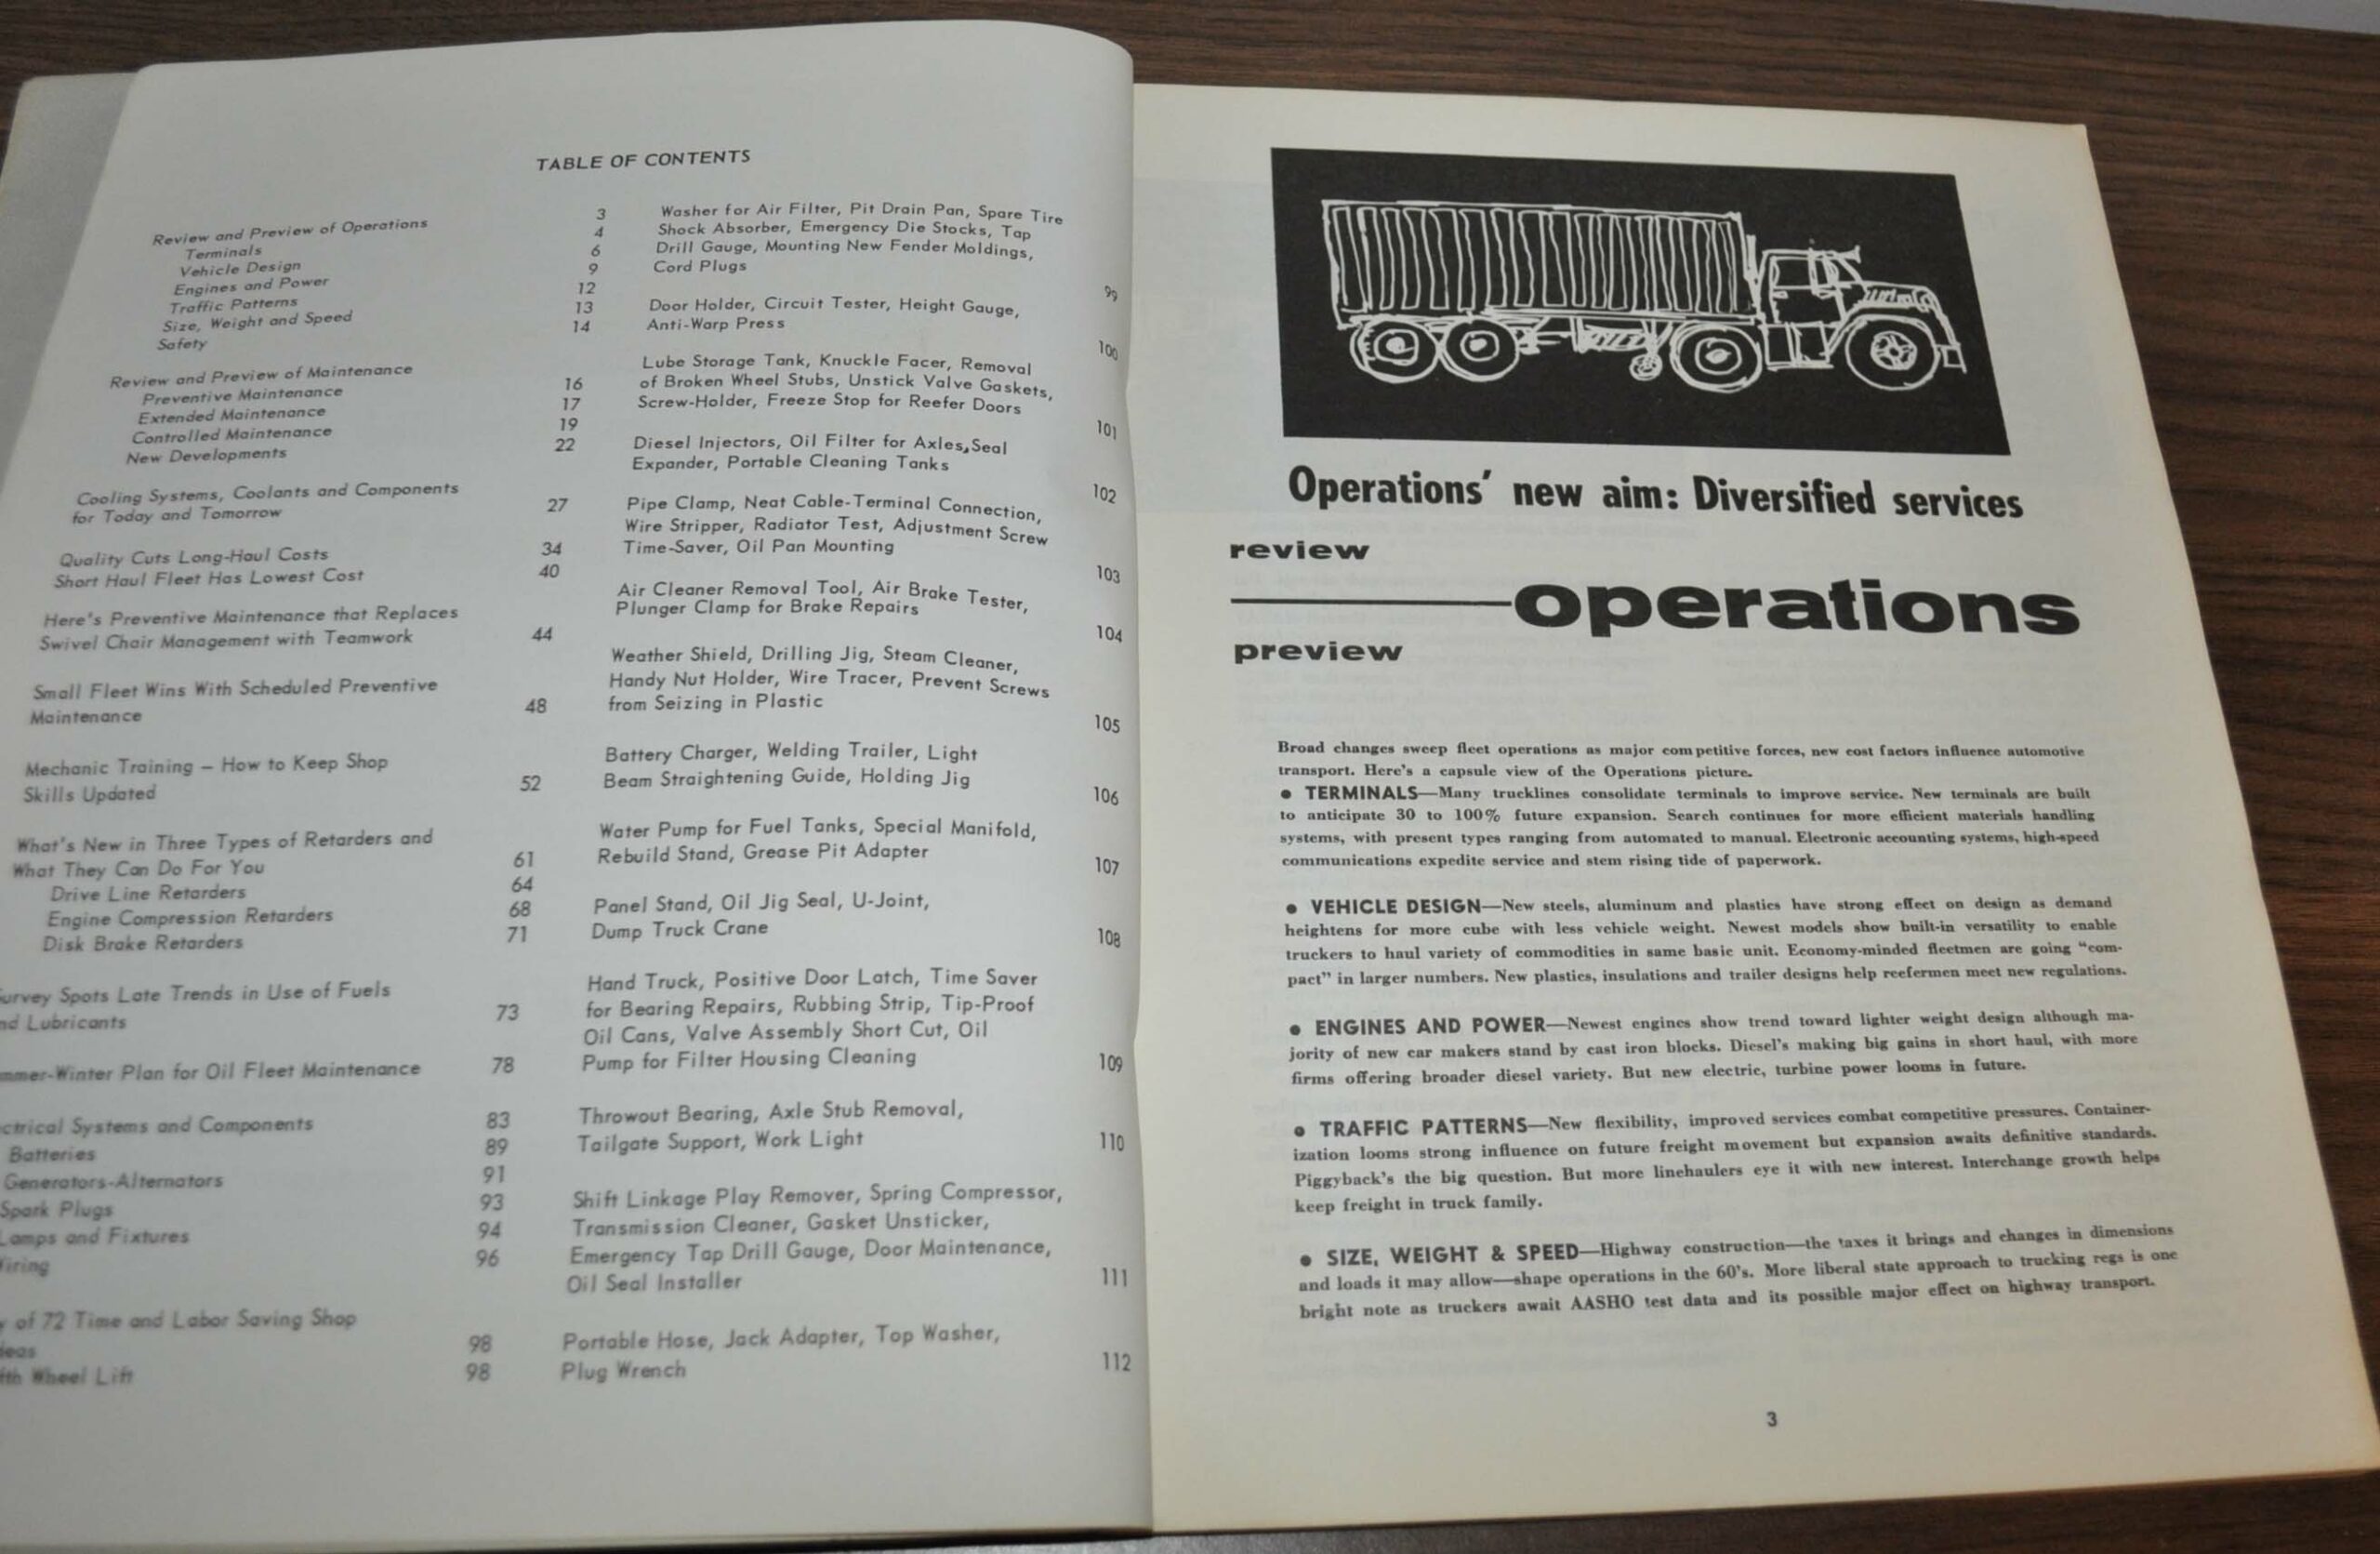 TABLE OF CONTENTS
Review and Preview of Operations 3
Terminals 4
Vehicle Design 6
Engines and Power 9
Traffic Patterns 12
Size, Weight and Speed 13
Safety 14
Review and Preview of Maintenance
Preventive Maintenance 16
Extended Maintenance 17
Controlled Maintenance 19
New Developments 22
Cooling Systems, Coolants and Components
for Today and Tomorrow 27
Quality Cuts Long-Haul Costs 34
Short Haul Fleet Has Lowest Cost 40
Here's Preventive Maintenance that Replaces
Swivel Chair Management with Teamwork 44
Small Fleet Wins With Scheduled Preventive
Maintenance 48
Mechanic Training – How to Keep Shop
Skills Updated 52
What's New in Three Types of Retarders and
What They Can Do For You 61
Drive Line Retarders 64
Engine Compression Retarders 68
Disk Brake Retarders 71
urvey Spots Late Trends in Use of Fuels
nd Lubricants 73
mmer-Winter Plan for Oil Fleet Maintenance 78
ctrical Systems and Components 83
Batteries 89
Generators-Alternators 91
Spark Plugs 93
Lamps and Fixtures 94
iring 96
y of 72 Time and Labor Saving Shop
deas 98
fth Wheel Lift 98
Washer for Air Filter, Pit Drain Pan, Spare Tire
Shock Absorber, Emergency Die Stocks, Tap
Drill Gauge, Mounting New Fender Moldings,
Cord Plugs 99
Door Holder, Circuit Tester, Height Gauge,
Anti-Warp Press 100
Lube Storage Tank, Knuckle Facer, Removal
of Broken Wheel Stubs, Unstick Valve Gaskets,
Screw-Holder, Freeze Stop for Reefer Doors 101
Diesel Injectors, Oil Filter for Axles, Seal
Expander, Portable Cleaning Tanks 102
Pipe Clamp, Neat Cable-Terminal Connection,
Wire Stripper, Radiator Test, Adjustment Screw
Time-Saver, Oil Pan Mounting 103
Air Cleaner Removal Tool, Air Brake Tester,
Plunger Clamp for Brake Repairs 104
Weather Shield, Drilling Jig, Steam Cleaner,
Handy Nut Holder, Wire Tracer, Prevent Screws
from Seizing in Plastic 105
Battery Charger, Welding Trailer, Light
Beam Straightening Guide, Holding Jig 106
Water Pump for Fuel Tanks, Special Manifold,
Rebuild Stand, Grease Pit Adapter 107
Panel Stand, Oil Jig Seal, U-Joint,
Dump Truck Crane 108
Hand Truck, Positive Door Latch, Time Saver
for Bearing Repairs, Rubbing Strip, Tip-Proof
Oil Cans, Valve Assembly Short Cut, Oil
Pump for Filter Housing Cleaning 109
Throwout Bearing, Axle Stub Removal,
Tailgate Support, Work Light 110
Shift Linkage Play Remover, Spring Compressor,
Transmission Cleaner, Gasket Unsticker,
Emergency Tap Drill Gauge, Door Maintenance,
Oil Seal Installer 111
Portable Hose, Jack Adapter, Top Washer,
Plug Wrench 112
Operations' new aim: Diversified services
review
operations
preview
Broad changes sweep fleet operations as major competitive forces, new cost factors influence automotive
transport. Here's a capsule view of the Operations picture.
● TERMINALS—Many trucklines consolidate terminals to improve service. New terminals are built
to anticipate 30 to 100% future expansion. Search continues for more efficient materials handling
systems, with present types ranging from automated to manual. Electronic accounting systems, high-speed
communications expedite service and stem rising tide of paperwork.
● VEHICLE DESIGN—New steels, aluminum and plastics have strong effect on design as demand
heightens for more cube with less vehicle weight. Newest models show built-in versatility to enable
truckers to haul variety of commodities in same basic unit. Economy-minded fleetmen are going "com-
pact" in larger numbers. New plastics, insulations and trailer designs help reefermen meet new regulations.
● ENGINES AND POWER—Newest engines show trend toward lighter weight design although ma-
jority of new car makers stand by cast iron blocks. Diesel's making big gains in short haul, with more
firms offering broader diesel variety. But new electric, turbine power looms in future.
● TRAFFIC PATTERNS—New flexibility, improved services combat competitive pressures. Container-
ization looms strong influence on future freight movement but expansion awaits definitive standards.
Piggyback's the big question. But more linehaulers eye it with new interest. Interchange growth helps
keep freight in truck family.
● SIZE, WEIGHT & SPEED—Highway construction—the taxes it brings and changes in dimensions
and loads it may allow—shape operations in the 60's. More liberal state approach to trucking regs is one
bright note as truckers await AASHO test data and its possible major effect on highway transport.
3